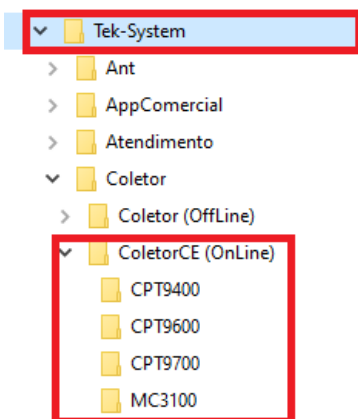 Tek-System
Ant
AppComercial
Atendimento
Coletor
Coletor (OffLine)
ColetorCE (OnLine)
CPT9400
CPT9600
CPT9700
MC3100